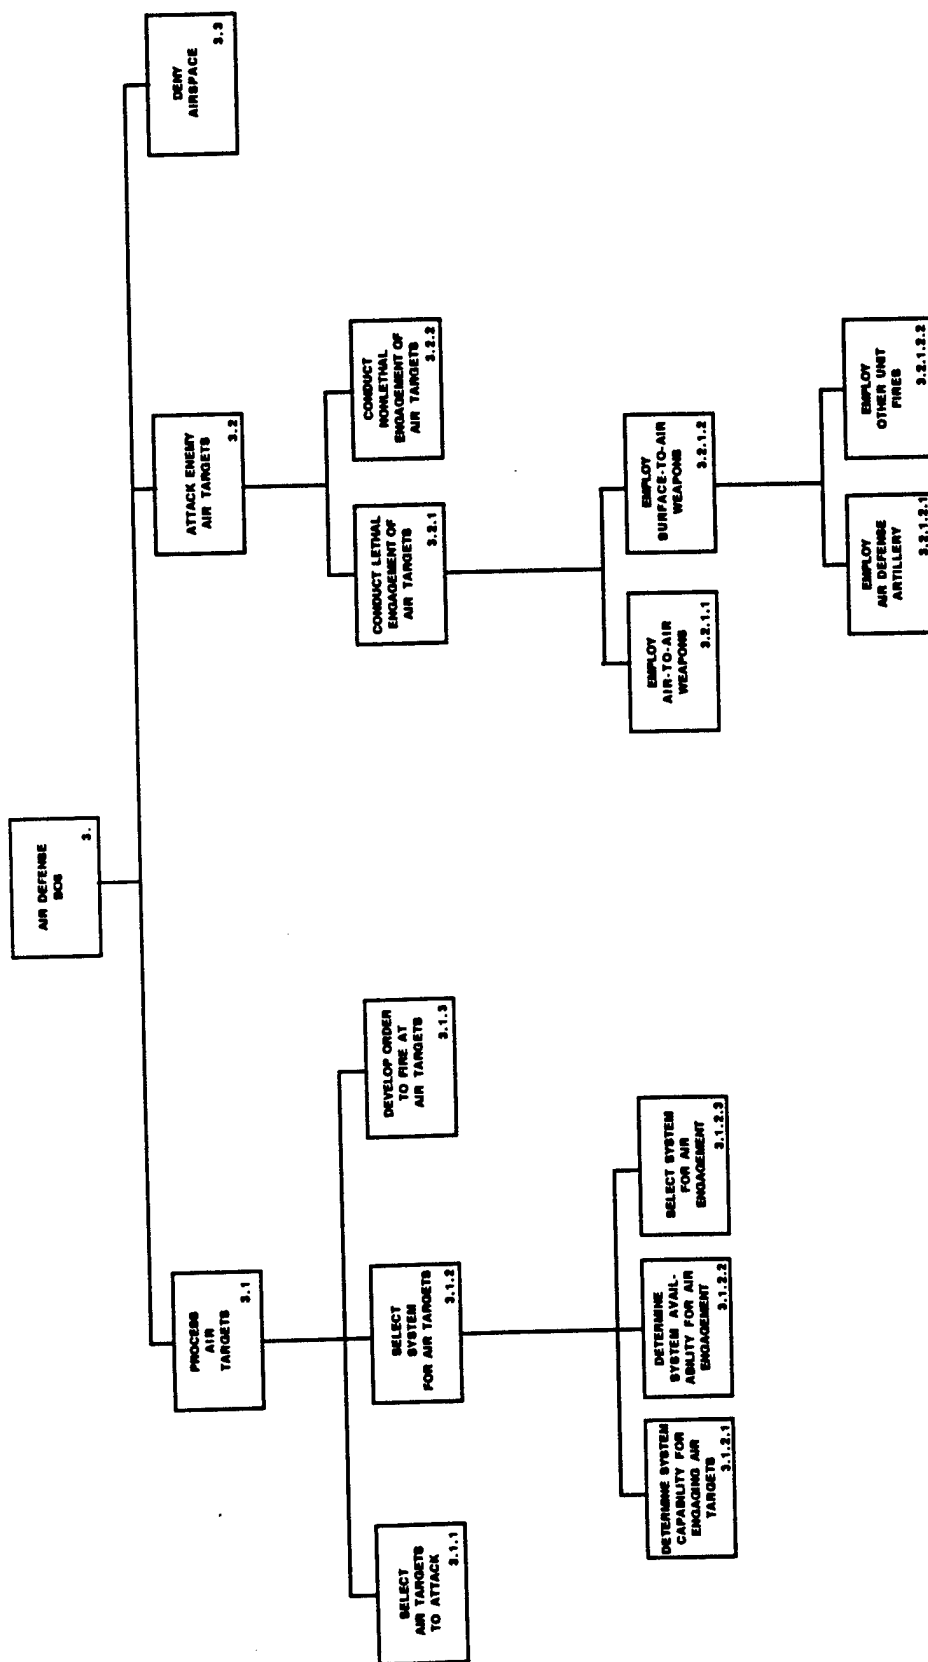 AIR DEFENSE
BOS
3.
PROCESS
AIR
TARGETS
3.1
ATTACK ENEMY
AIR TARGETS
3.2
DENY
AIRSPACE
3.3
SELECT
AIR TARGETS
TO ATTACK
3.1.1
SELECT
SYSTEM
FOR AIR TARGETS
3.1.2
DEVELOP ORDER
TO FIRE AT
AIR TARGETS
3.1.3
CONDUCT LETHAL
ENGAGEMENT OF
AIR TARGETS
3.2.1
CONDUCT
NONLETHAL
ENGAGEMENT OF
AIR TARGETS
3.2.2
DETERMINE SYSTEM
CAPABILITY FOR
ENGAGING AIR
TARGETS
3.1.2.1
DETERMINE
SYSTEM AVAIL-
ABILITY FOR AIR
ENGAGEMENT
3.1.2.2
SELECT SYSTEM
FOR AIR
ENGAGEMENT
3.1.2.3
EMPLOY
AIR-TO-AIR
WEAPONS
3.2.1.1
EMPLOY
SURFACE-TO-AIR
WEAPONS
3.2.1.2
EMPLOY
AIR DEFENSE
ARTILLERY
3.2.1.2.1
EMPLOY
OTHER UNIT
FIRES
3.2.1.2.2